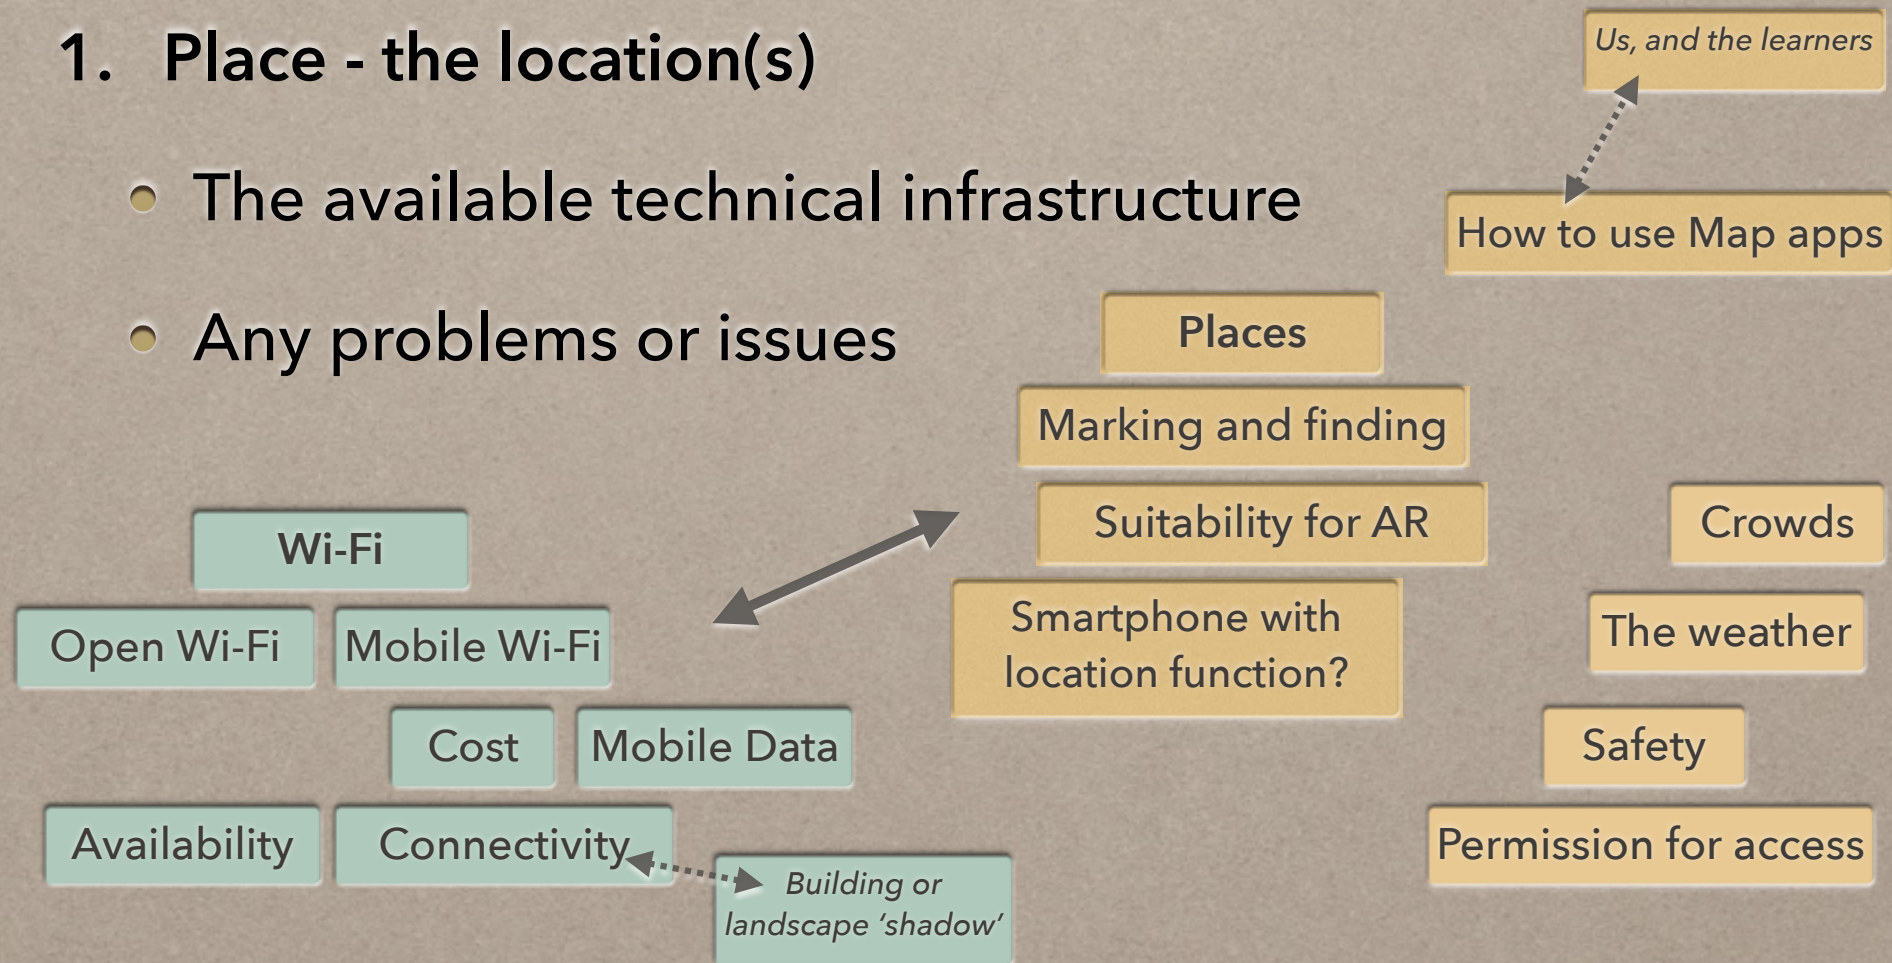 1. Place - the location(s)
• The available technical infrastructure
• Any problems or issues
Us, and the learners
How to use Map apps
Places
Marking and finding
Suitability for AR
Smartphone with
location function?
Wi-Fi
Open Wi-Fi
Mobile Wi-Fi
Cost
Mobile Data
Availability
Connectivity
Building or
landscape ‘shadow’
Crowds
The weather
Safety
Permission for access